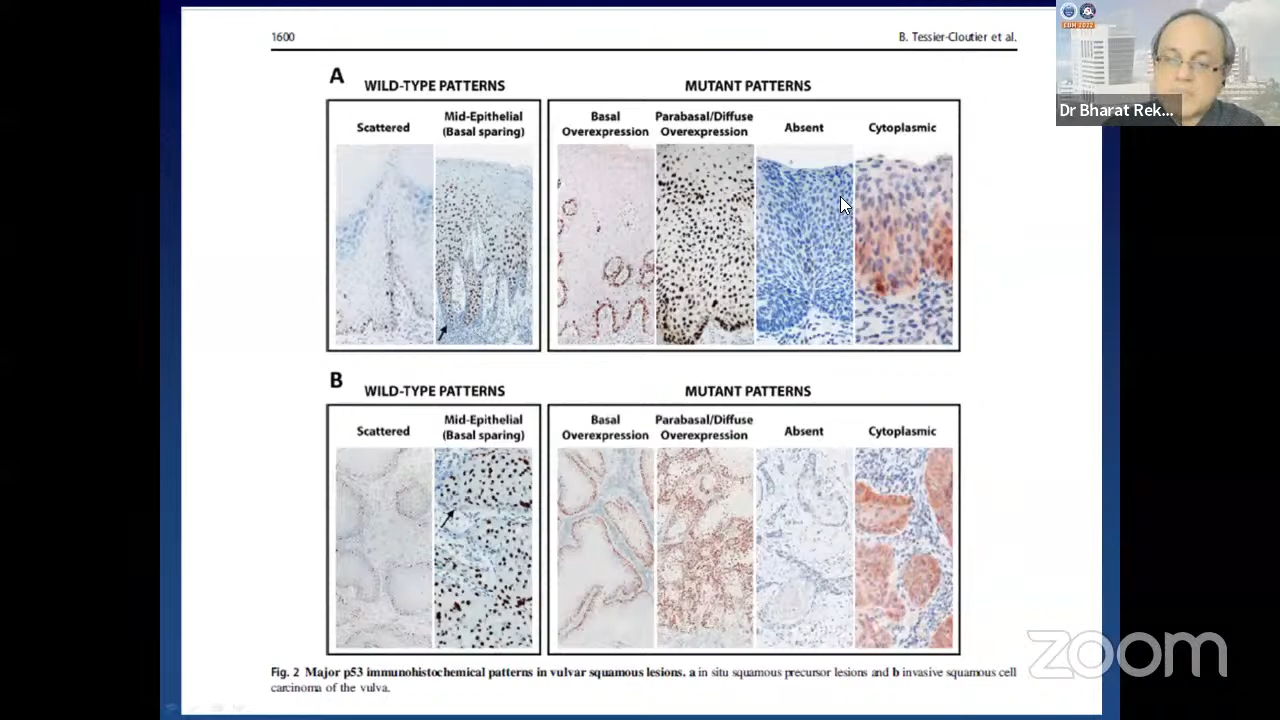 1600
B. Tessier-Cloutier et al.
A
WILD-TYPE PATTERNS
MUTANT PATTERNS
Scattered
Mid-Epithelial
(Basal sparing)
Basal
Overexpression
Parabasal/Diffuse
Overexpression
Absent
Cytoplasmic
B
WILD-TYPE PATTERNS
MUTANT PATTERNS
Scattered
Mid-Epithelial
(Basal sparing)
Basal
Overexpression
Parabasal/Diffuse
Overexpression
Absent
Cytoplasmic
Fig. 2 Major p53 immunohistochemical patterns in vulvar squamous lesions. a in situ squamous precursor lesions and b invasive squamous cell
carcinoma of the vulva.
Dr Bharat Rek...
zoom